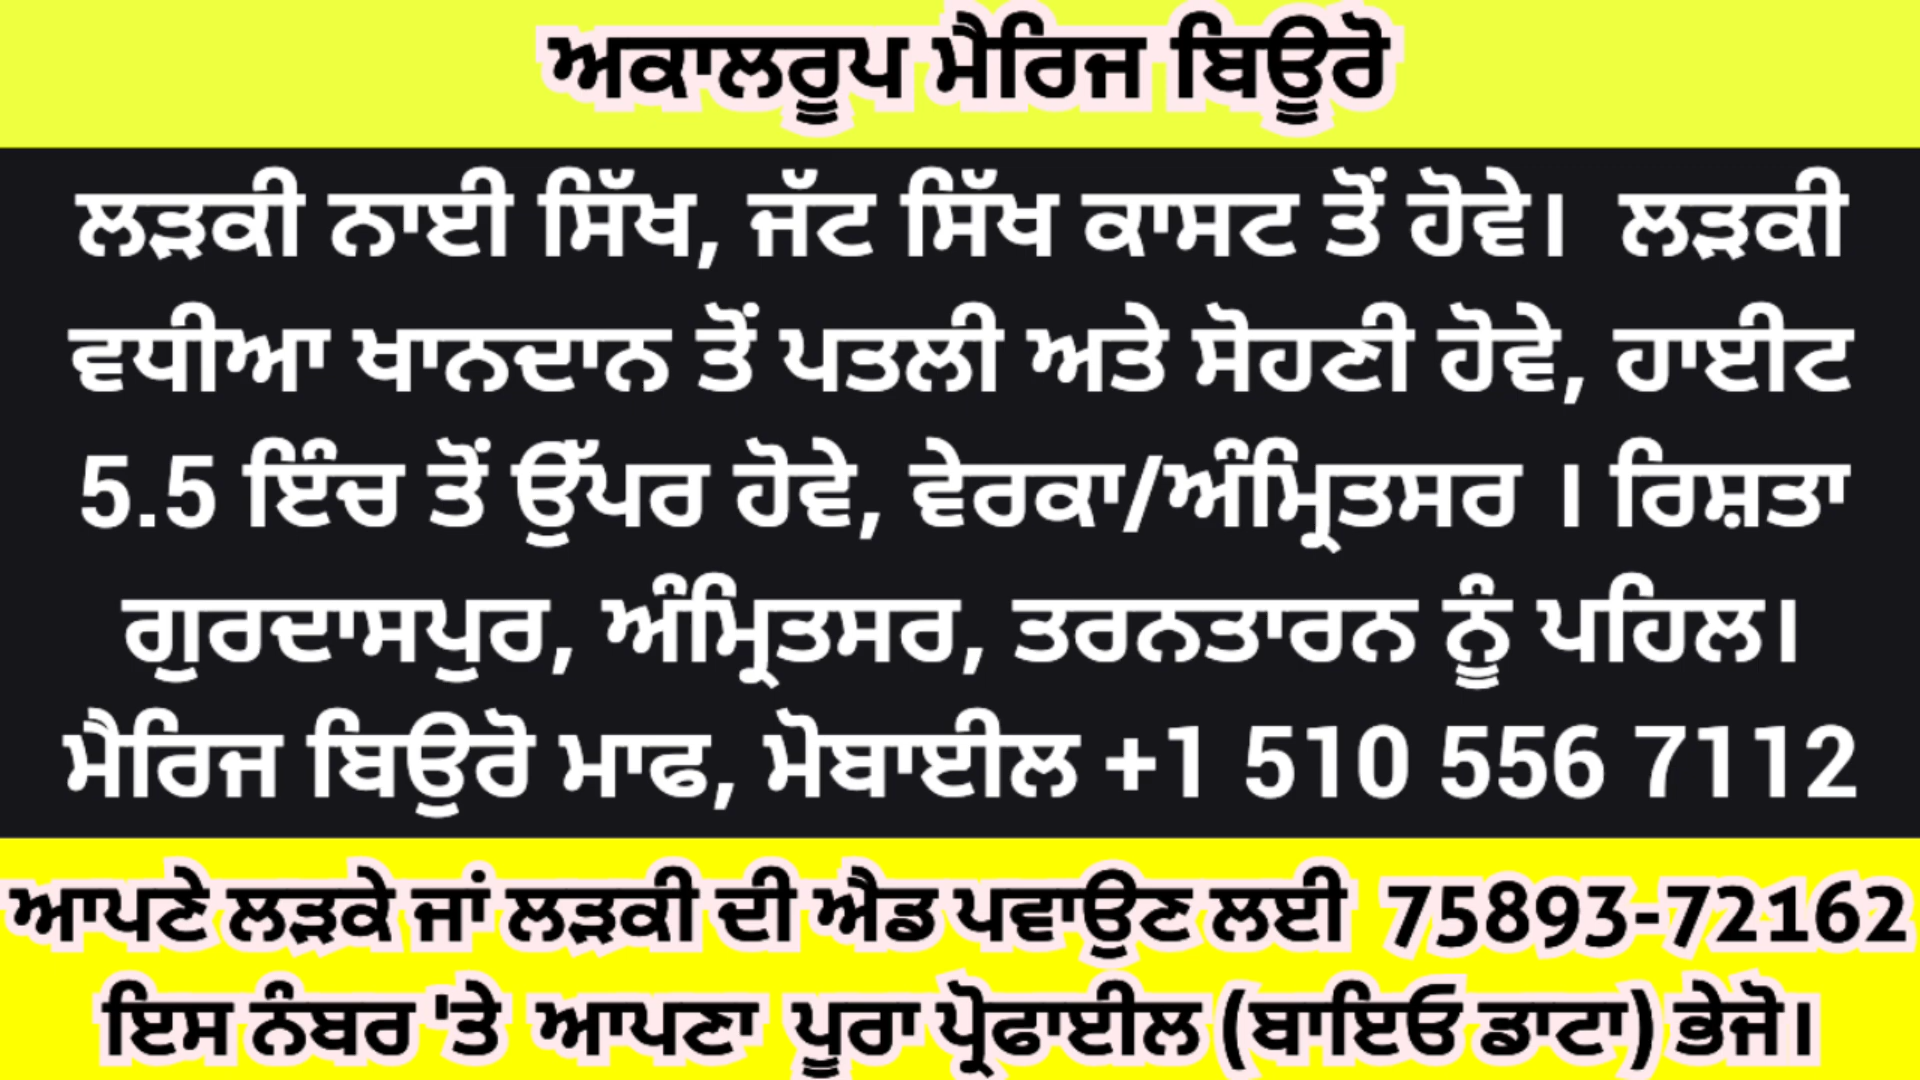 ਅਕਾਲਰੂਪ ਮੈਰਿਜ ਬਿਊਰੋ
ਲੜਕੀ ਨਾਈ ਸਿੱਖ, ਜੱਟ ਸਿੱਖ ਕਾਸਟ ਤੋਂ ਹੋਵੇ। ਲੜਕੀ
ਵਧੀਆ ਖਾਨਦਾਨ ਤੋਂ ਪਤਲੀ ਅਤੇ ਸੋਹਣੀ ਹੋਵੇ, ਹਾਈਟ
5.5 ਇੰਚ ਤੋਂ ਉੱਪਰ ਹੋਵੇ, ਵੇਰਕਾ/ਅੰਮ੍ਰਿਤਸਰ । ਰਿਸ਼ਤਾ
ਗੁਰਦਾਸਪੁਰ, ਅੰਮ੍ਰਿਤਸਰ, ਤਰਨਤਾਰਨ ਨੂੰ ਪਹਿਲ।
ਮੈਰਿਜ ਬਿਉਰੋ ਮਾਫ, ਮੋਬਾਈਲ +1 510 556 7112
ਆਪਣੇ ਲੜਕੇ ਜਾਂ ਲੜਕੀ ਦੀ ਐਡ ਪਵਾਉਣ ਲਈ 75893-72162
ਇਸ ਨੰਬਰ 'ਤੇ ਆਪਣਾ ਪੂਰਾ ਪ੍ਰੋਫਾਈਲ (ਬਾਇਓ ਡਾਟਾ) ਭੇਜੋ।